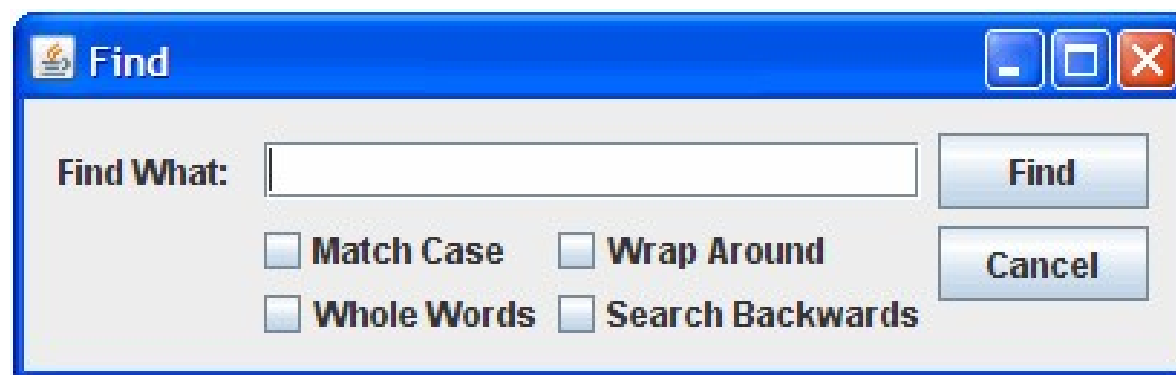 Find
Find What:
Find
Match Case
Wrap Around
Cancel
Whole Words
Search Backwards